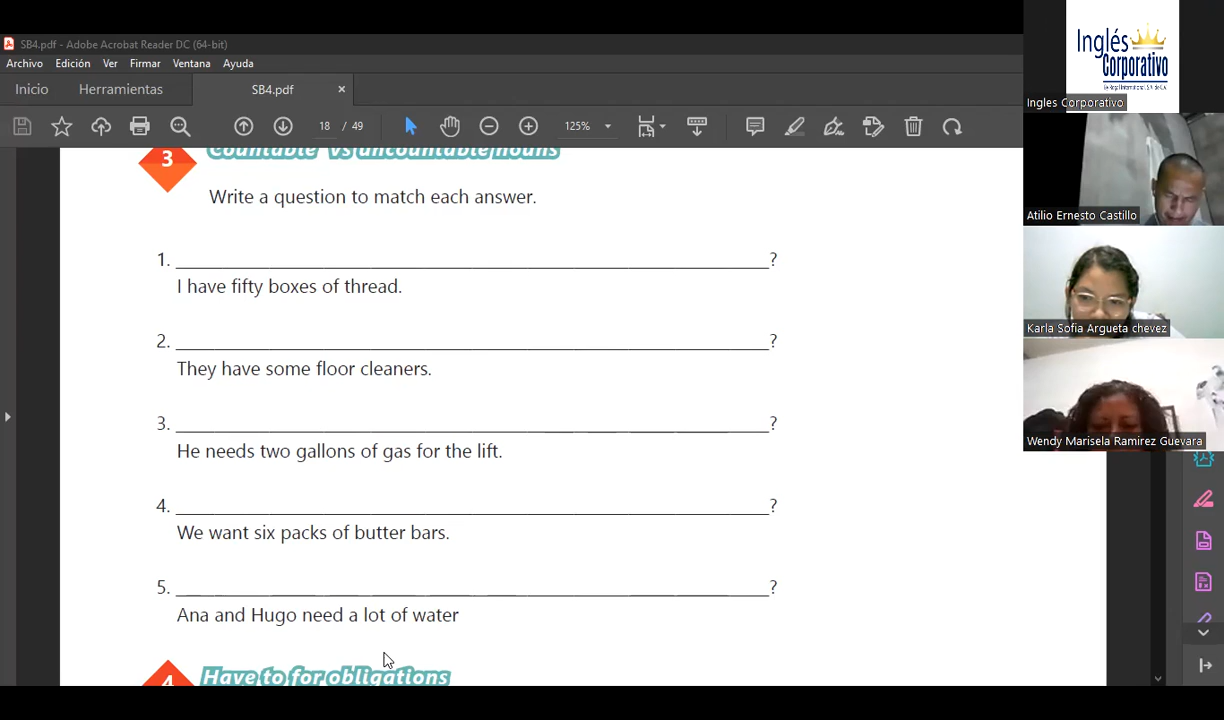 SB4.pdf - Adobe Acrobat Reader DC (64-bit)
Archivo Edición Ver Firmar Ventana Ayuda
Inicio Herramientas SB4.pdf ×
18 / 49 125%
3 Countable vs uncountable nouns
Write a question to match each answer.
1. ?
I have fifty boxes of thread.
2. ?
They have some floor cleaners.
3. ?
He needs two gallons of gas for the lift.
4. ?
We want six packs of butter bars.
5. ?
Ana and Hugo need a lot of water
4 Have to for obligations
Inglés
Corporativo
Ingles Corporativo
Atilio Ernesto Castillo
Karla Sofia Argueta chevez
Wendy Marisela Ramirez Guevara